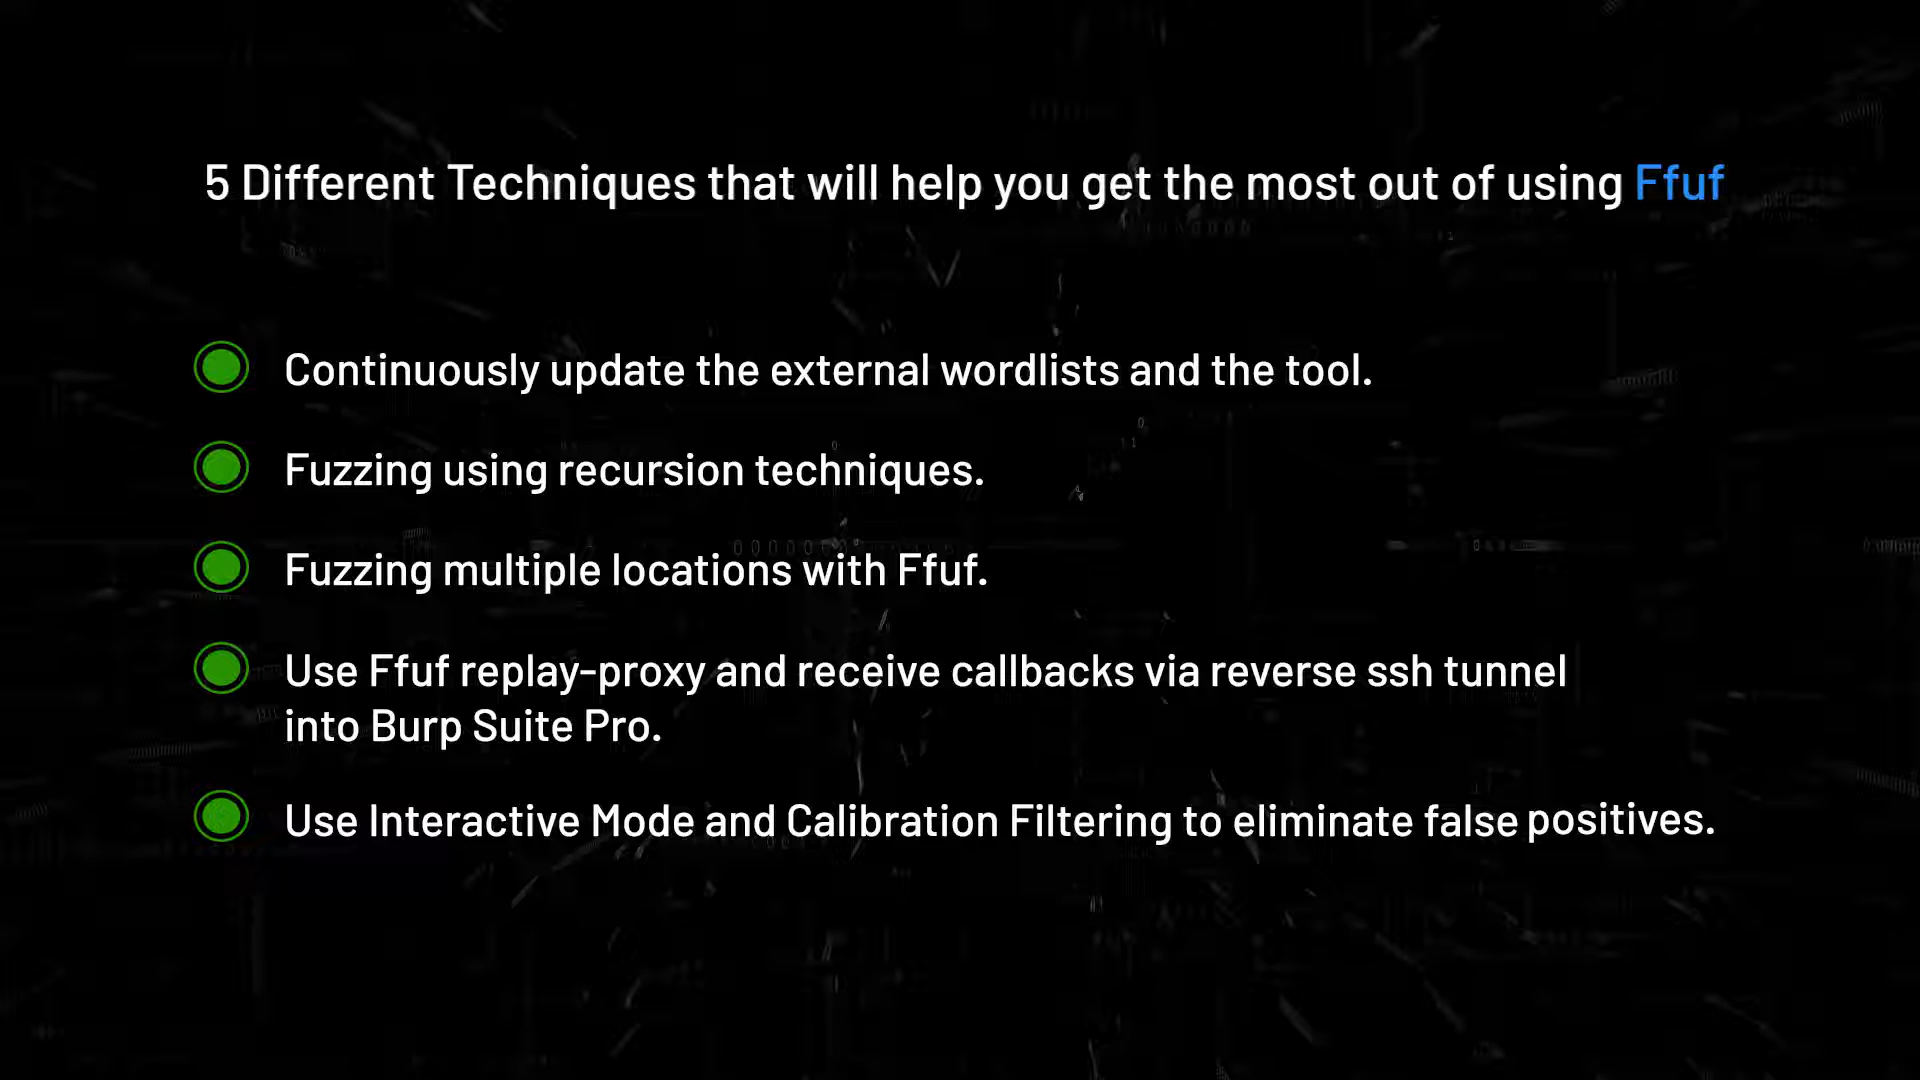 5 Different Techniques that will help you get the most out of using Ffuf
Continuously update the external wordlists and the tool.
Fuzzing using recursion techniques.
Fuzzing multiple locations with Ffuf.
Use Ffuf replay-proxy and receive callbacks via reverse ssh tunnel
into Burp Suite Pro.
Use Interactive Mode and Calibration Filtering to eliminate false positives.